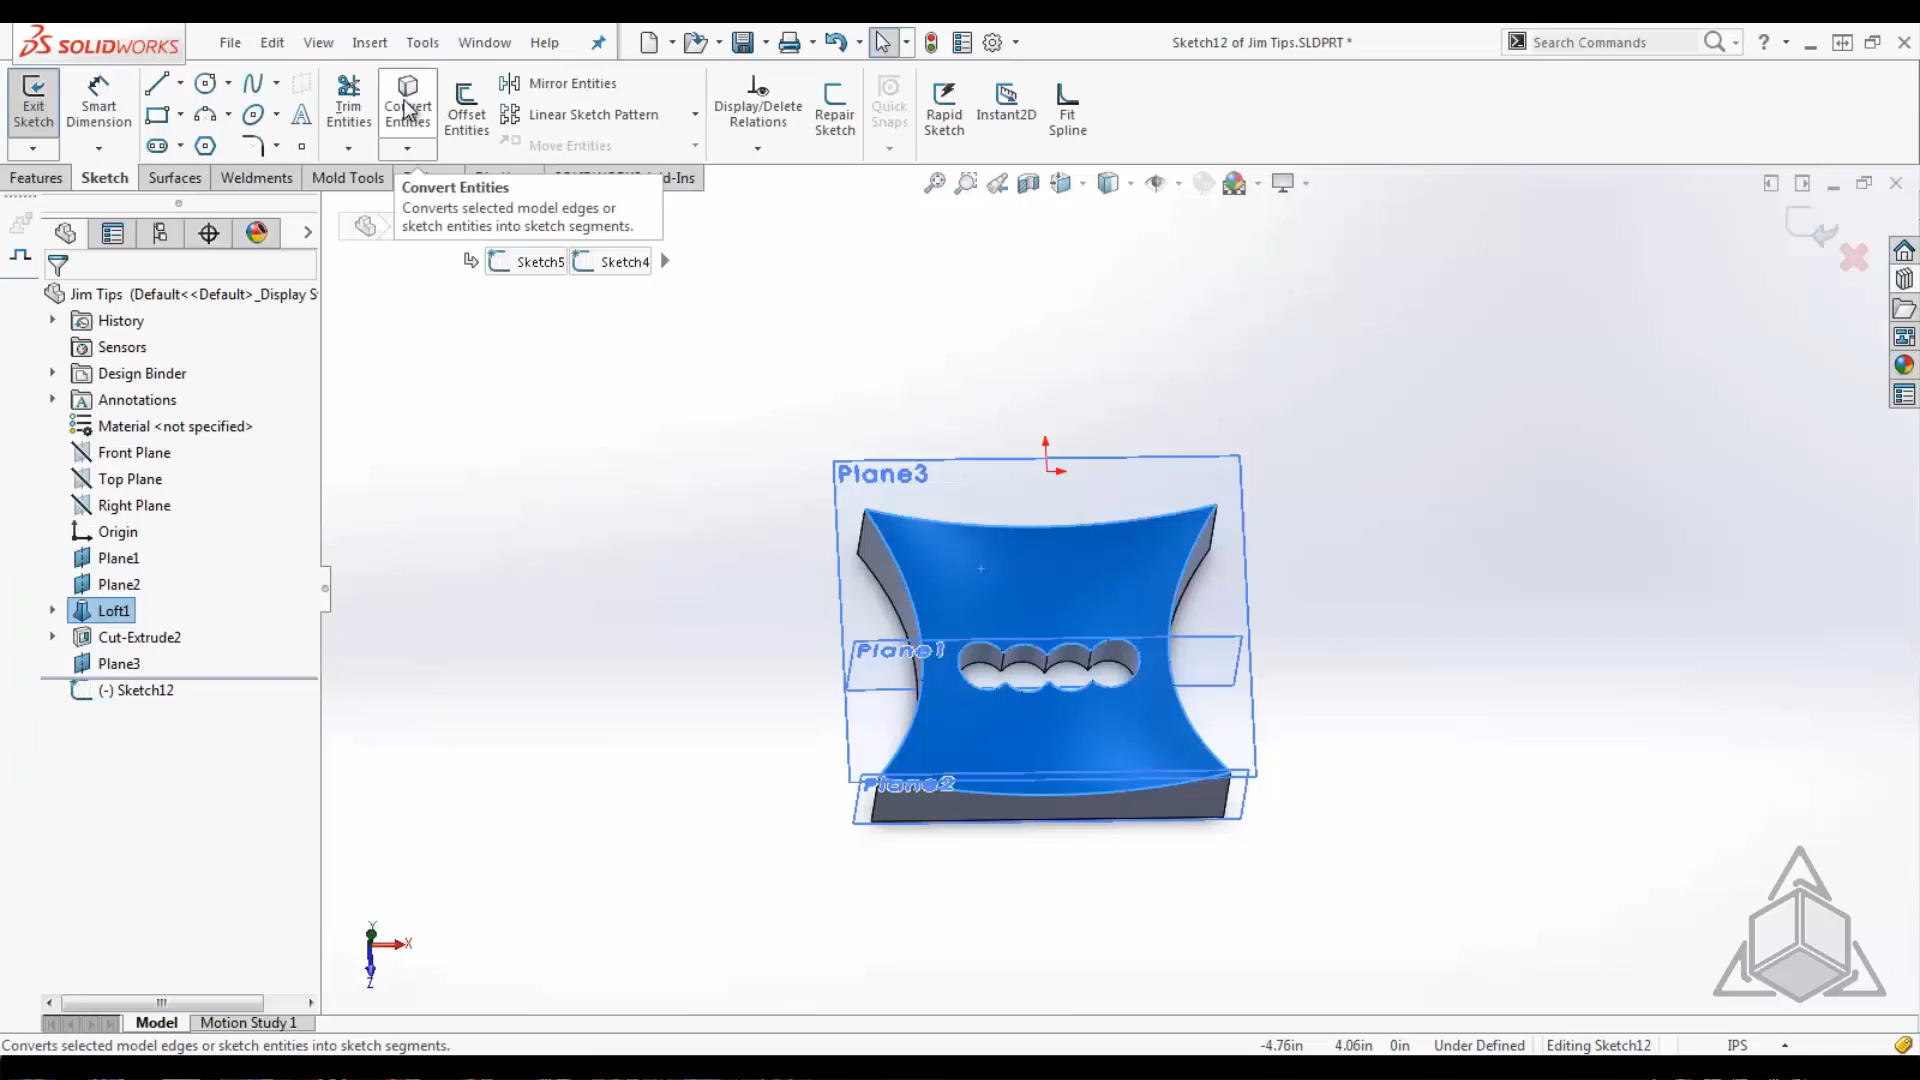 SOLIDWORKS
File Edit View Insert Tools Window Help
Sketch12 of Jim Tips.SLDPRT *
Search Commands
?
Exit Sketch
Smart Dimension
Trim Entities
Convert Entities
Offset Entities
Mirror Entities
Linear Sketch Pattern
Move Entities
Display/Delete Relations
Repair Sketch
Quick Snaps
Rapid Sketch
Instant2D
Fit Spline
Features Sketch Surfaces Weldments Mold Tools
Convert Entities
Converts selected model edges or
sketch entities into sketch segments.
Sketch5 Sketch4
Jim Tips (Default<<Default>_Display S
History
Sensors
Design Binder
Annotations
Material <not specified>
Front Plane
Top Plane
Right Plane
Origin
Plane1
Plane2
Loft1
Cut-Extrude2
Plane3
(-) Sketch12
Plane3
Plane1
Plane2
Y
X
Z
Model Motion Study 1
Converts selected model edges or sketch entities into sketch segments.
-4.76in 4.06in 0in Under Defined Editing Sketch12 IPS